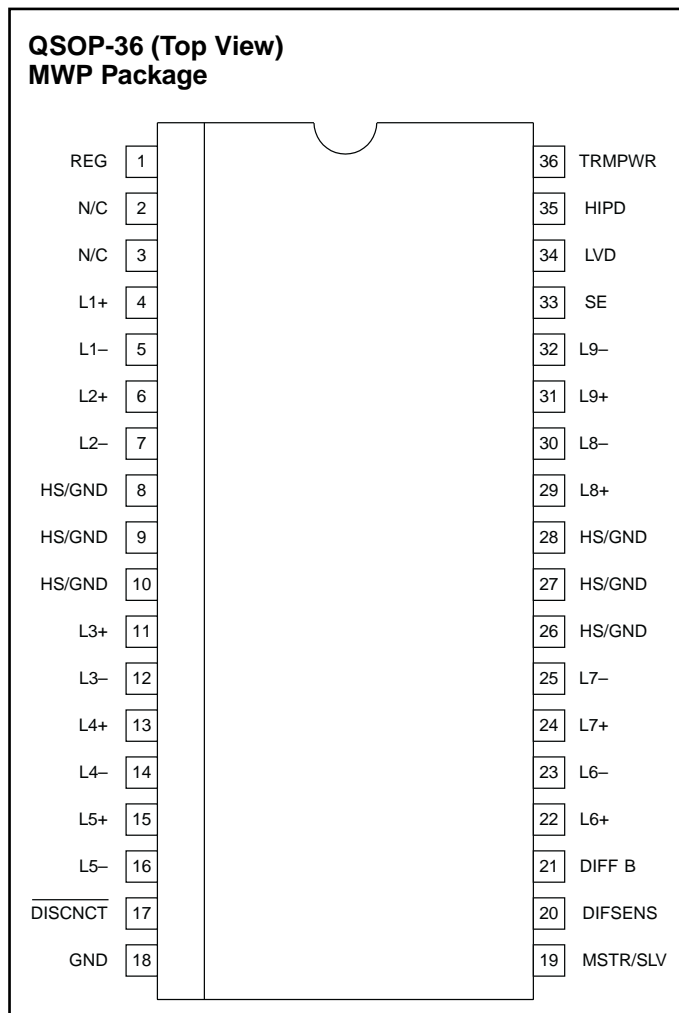 QSOP-36 (Top View)
MWP Package
REG 1 36 TRMPWR
N/C 2 35 HIPD
N/C 3 34 LVD
L1+ 4 33 SE
L1– 5 32 L9–
L2+ 6 31 L9+
L2– 7 30 L8–
HS/GND 8 29 L8+
HS/GND 9 28 HS/GND
HS/GND 10 27 HS/GND
L3+ 11 26 HS/GND
L3– 12 25 L7–
L4+ 13 24 L7+
L4– 14 23 L6–
L5+ 15 22 L6+
L5– 16 21 DIFF B
DISCNCT 17 20 DIFSENS
GND 18 19 MSTR/SLV